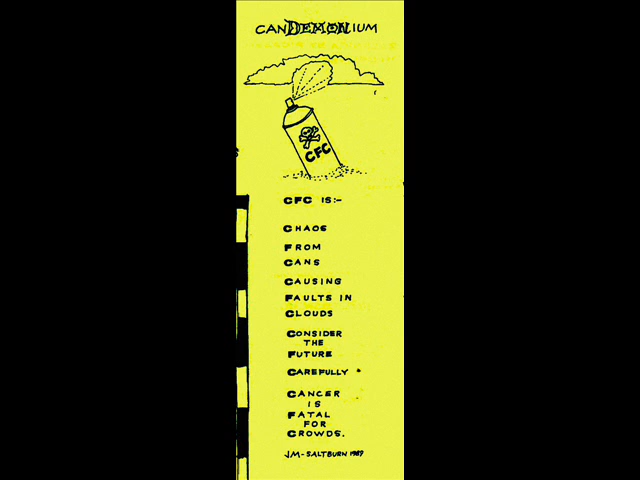 CANDEMONIUM
CFC
CFC IS:-
CHAOS
FROM
CANS
CAUSING
FAULTS IN
CLOUDS
CONSIDER
THE
FUTURE
CAREFULLY
CANCER
IS
FATAL
FOR
CROWDS.
JM-SALTBURN 1989